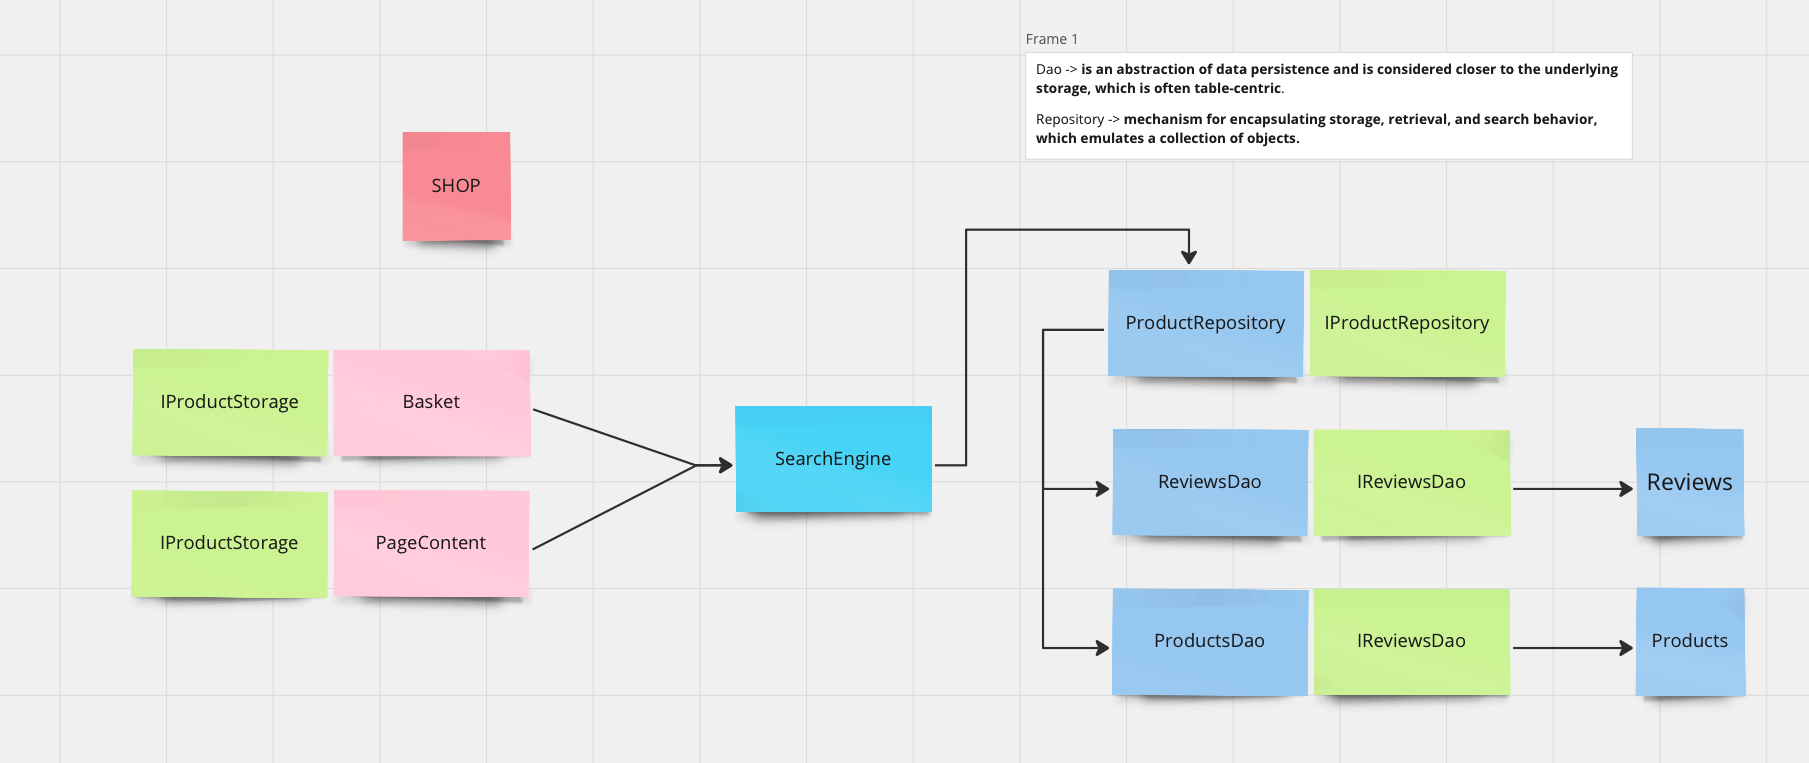 Frame 1
Dao -> is an abstraction of data persistence and is considered closer to the underlying
storage, which is often table-centric.
Repository -> mechanism for encapsulating storage, retrieval, and search behavior,
which emulates a collection of objects.
SHOP
ProductRepository
IProductRepository
IProductStorage
Basket
SearchEngine
ReviewsDao
IReviewsDao
Reviews
IProductStorage
PageContent
ProductsDao
IReviewsDao
Products